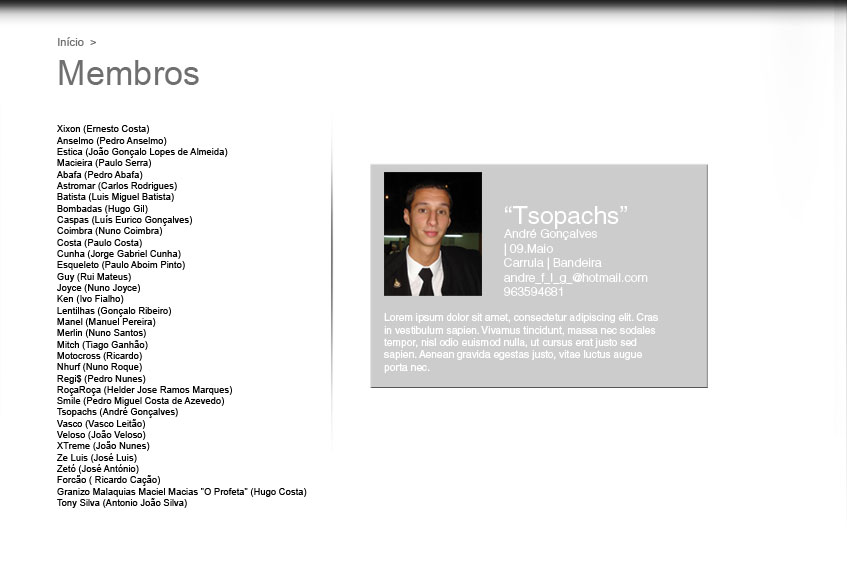 Início >
Membros
Xixon (Ernesto Costa)
Anselmo (Pedro Anselmo)
Estica (João Gonçalo Lopes de Almeida)
Macieira (Paulo Serra)
Abafa (Pedro Abafa)
Astromar (Carlos Rodrigues)
Batista (Luis Miguel Batista)
Bombadas (Hugo Gil)
Caspas (Luís Eurico Gonçalves)
Coimbra (Nuno Coimbra)
Costa (Paulo Costa)
Cunha (Jorge Gabriel Cunha)
Esqueleto (Paulo Aboim Pinto)
Guy (Rui Mateus)
Joyce (Nuno Joyce)
Ken (Ivo Fialho)
Lentilhas (Gonçalo Ribeiro)
Manel (Manuel Pereira)
Merlin (Nuno Santos)
Mitch (Tiago Ganhão)
Motocross (Ricardo)
Nhurf (Nuno Roque)
Regi$ (Pedro Nunes)
RoçaRoça (Helder Jose Ramos Marques)
Smile (Pedro Miguel Costa de Azevedo)
Tsopachs (André Gonçalves)
Vasco (Vasco Leitão)
Veloso (João Veloso)
XTreme (João Nunes)
Ze Luis (José Luis)
Zetó (José António)
Forcão ( Ricardo Cação)
Granizo Malaquias Maciel Macias "O Profeta" (Hugo Costa)
Tony Silva (Antonio João Silva)
“Tsopachs”
André Gonçalves
| 09.Maio
Carrula | Bandeira
andre_f_l_g_@hotmail.com
963594681
Lorem ipsum dolor sit amet, consectetur adipiscing elit. Cras
in vestibulum sapien. Vivamus tincidunt, massa nec sodales
tempor, nisl odio euismod nulla, ut cursus erat justo sed
sapien. Aenean gravida egestas justo, vitae luctus augue
porta nec.